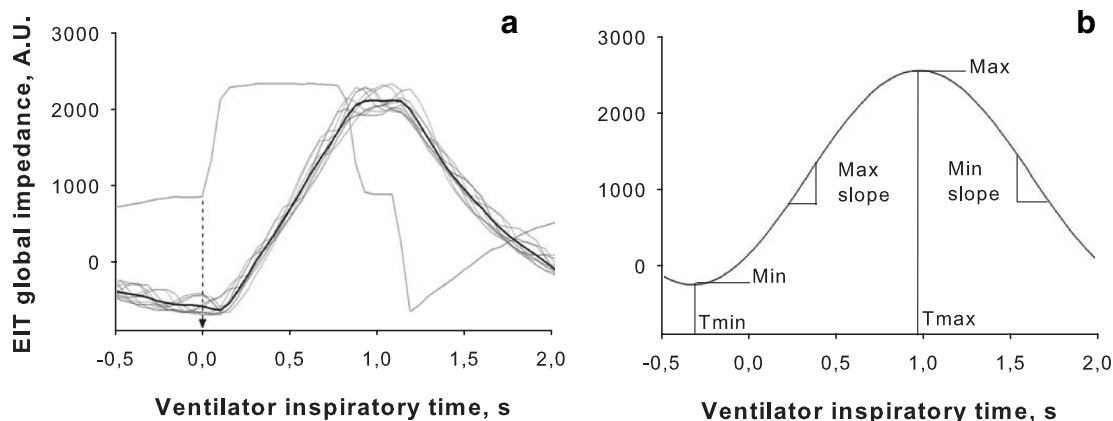 a
EIT global impedance, A.U.
3000
2000
1000
0
-0,5 0,0 0,5 1,0 1,5 2,0
Ventilator inspiratory time, s
b
3000
2000
1000
0
Max
Max
slope
Min
slope
Min
Tmin
Tmax
-0,5 0,0 0,5 1,0 1,5 2,0
Ventilator inspiratory time, s